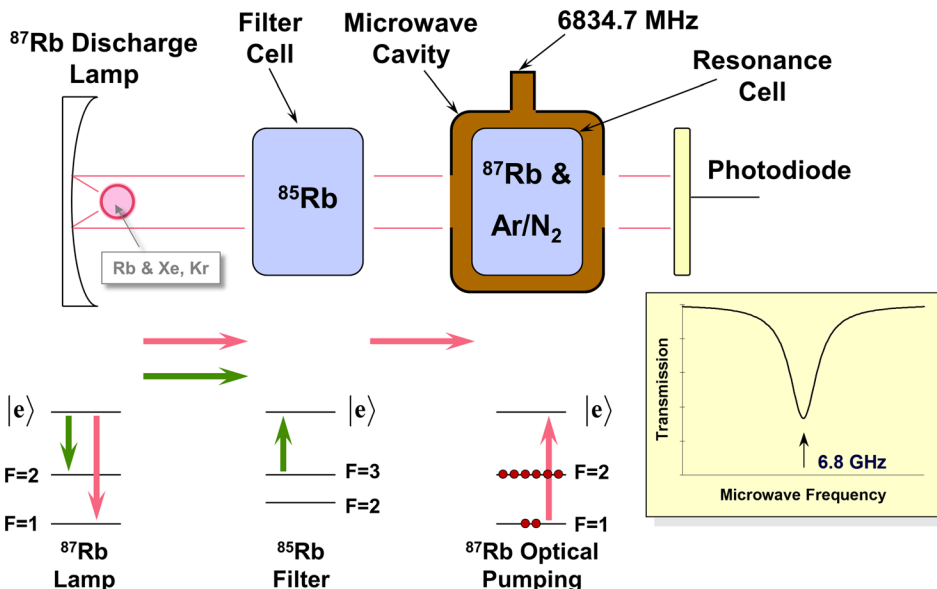 ⁸⁷Rb Discharge
Lamp
Filter
Cell
Microwave
Cavity
6834.7 MHz
Resonance
Cell
⁸⁵Rb
⁸⁷Rb &
Ar/N₂
Photodiode
Rb & Xe, Kr
Transmission
6.8 GHz
Microwave Frequency
|e⟩
F=2
F=1
⁸⁷Rb
Lamp
|e⟩
F=3
F=2
⁸⁵Rb
Filter
|e⟩
F=2
F=1
⁸⁷Rb Optical
Pumping